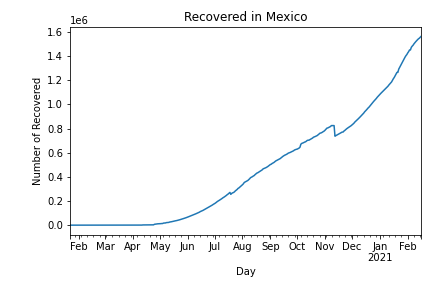 Recovered in Mexico
1e6
1.6
1.4
1.2
1.0
0.8
0.6
0.4
0.2
0.0
Number of Recovered
Feb Mar Apr May Jun Jul Aug Sep Oct Nov Dec Jan Feb
2021
Day